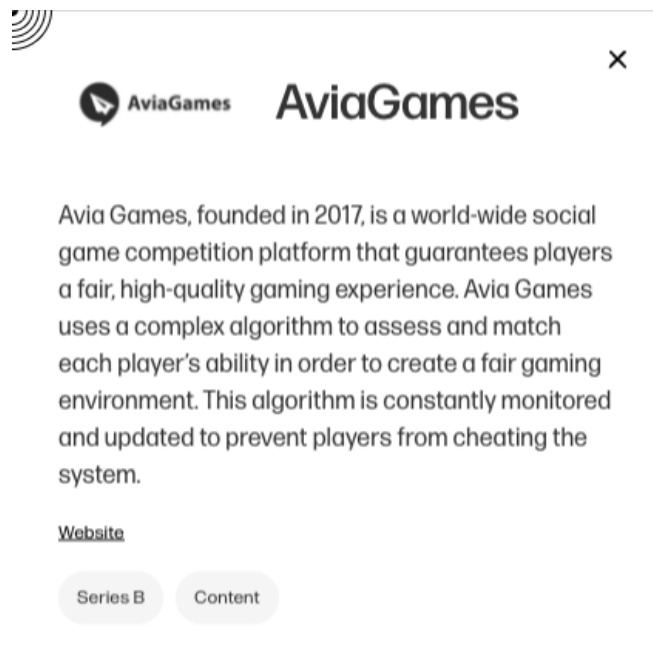 AviaGames AviaGames
Avia Games, founded in 2017, is a world-wide social
game competition platform that guarantees players
a fair, high-quality gaming experience. Avia Games
uses a complex algorithm to assess and match
each player’s ability in order to create a fair gaming
environment. This algorithm is constantly monitored
and updated to prevent players from cheating the
system.
Website
Series B Content